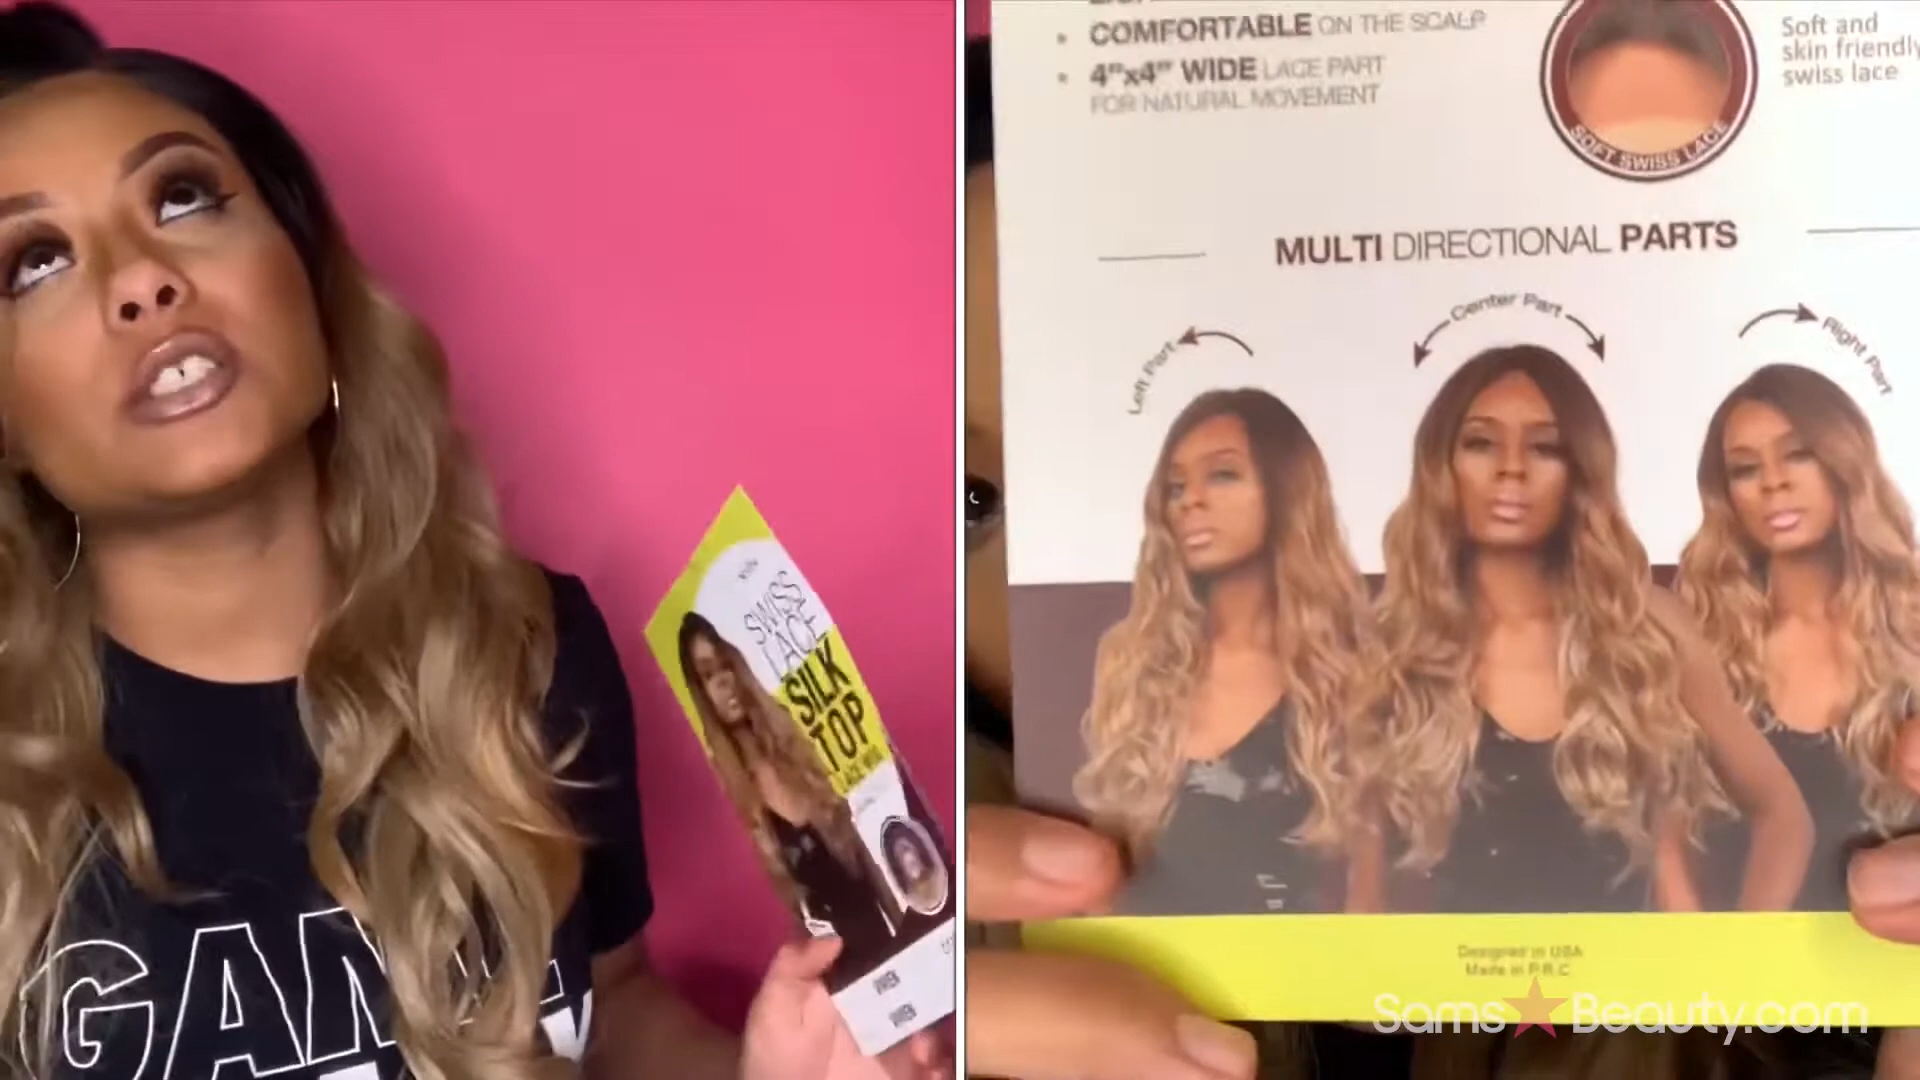 SWISS
LACE
SILK
TOP
LACE WIG
VIVIEN
VIVIEN
COMFORTABLE ON THE SCALP
4"x4" WIDE LACE PART
FOR NATURAL MOVEMENT
SOFT SWISS LACE
Soft and
skin friendly
swiss lace
MULTI DIRECTIONAL PARTS
Left Part
Center Part
Right Part
Designed in USA
Made in P.R.C
SamsBeauty.com